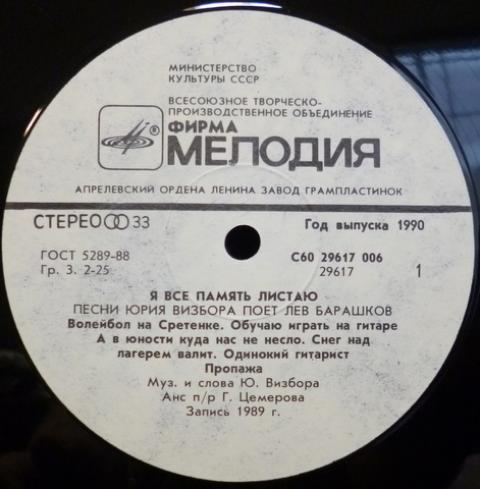 МИНИСТЕРСТВО
КУЛЬТУРЫ СССР
ВСЕСОЮЗНОЕ ТВОРЧЕСКО-
ПРОИЗВОДСТВЕННОЕ ОБЪЕДИНЕНИЕ
ФИРМА
МЕЛОДИЯ
®
АПРЕЛЕВСКИЙ ОРДЕНА ЛЕНИНА ЗАВОД ГРАМПЛАСТИНОК
СТЕРЕО 33
Год выпуска 1990
ГОСТ 5289-88
С60 29617 006
Гр. 3. 2-25
29617
1
Я ВСЕ ПАМЯТЬ ЛИСТАЮ
ПЕСНИ ЮРИЯ ВИЗБОРА ПОЕТ ЛЕВ БАРАШКОВ
Волейбол на Сретенке. Обучаю играть на гитаре
А в юности куда нас не несло. Снег над
лагерем валит. Одинокий гитарист
Пропажа
Муз. и слова Ю. Визбора
Анс п/р Г. Цемерова
Запись 1989 г.